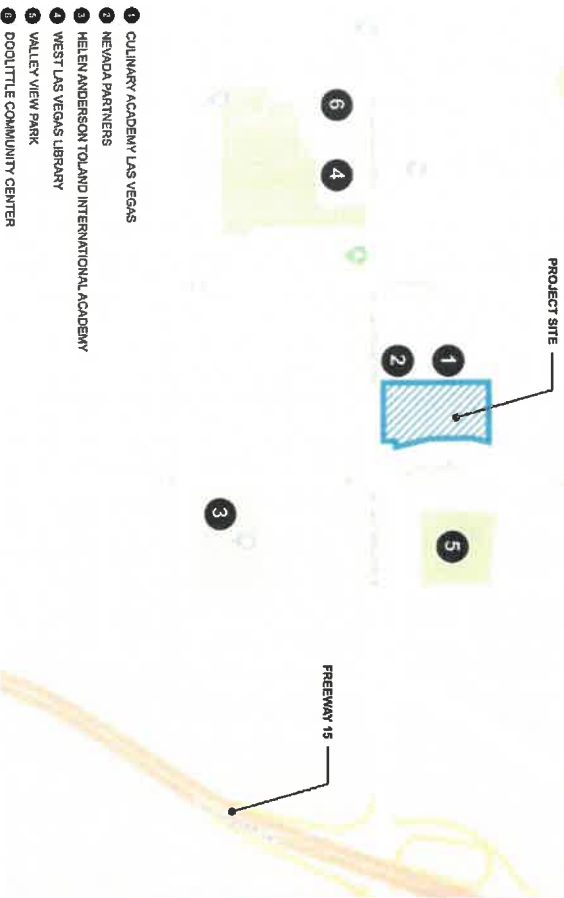 PROJECT SITE
1
5
2
6
4
FREEWAY 15
3
1 CULINARY ACADEMY LAS VEGAS
2 NEVADA PARTNERS
3 HELEN ANDERSON TOLAND INTERNATIONAL ACADEMY
4 WEST LAS VEGAS LIBRARY
5 VALLEY VIEW PARK
6 DOOLITTLE COMMUNITY CENTER